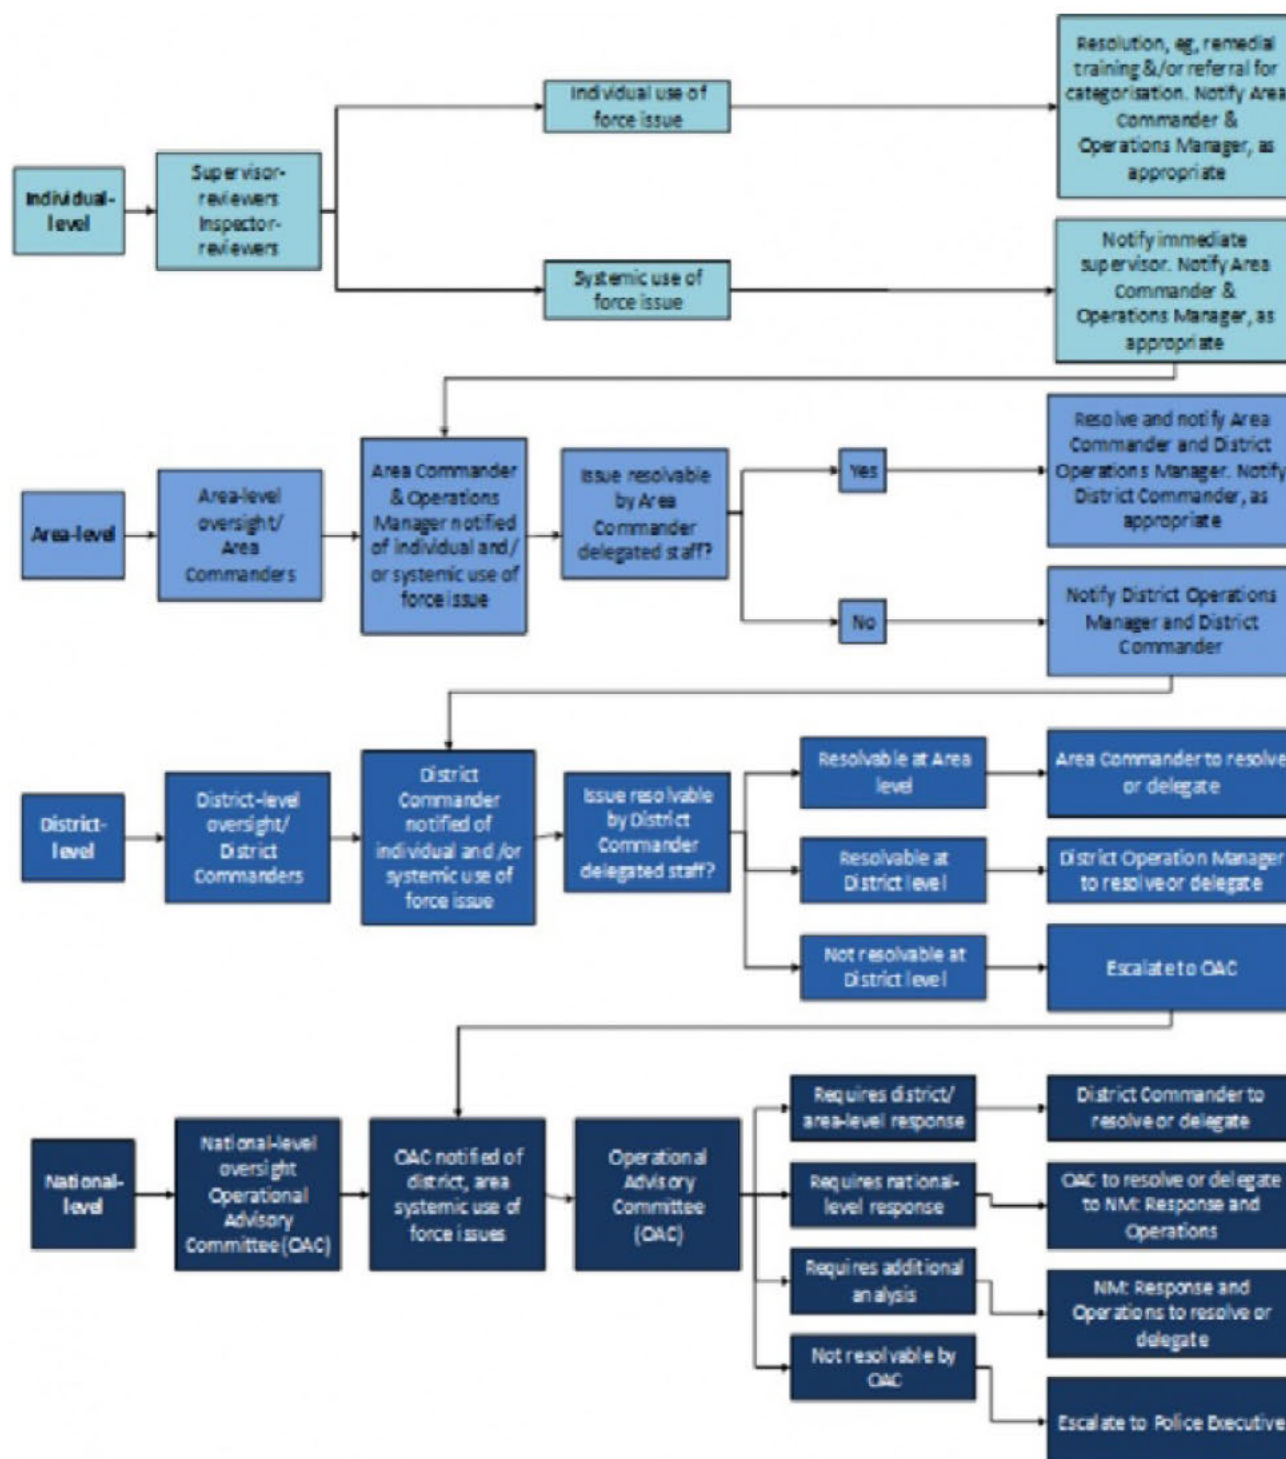 Individual-
level
Supervisor-
reviewers
Inspector-
reviewers
Individual use of
force issue
Resolution, eg, remedial
training &/or referral for
categorisation. Notify Area
Commander &
Operations Manager, as
appropriate
Systemic use of
force issue
Notify immediate
supervisor. Notify Area
Commander &
Operations Manager, as
appropriate
Area-level
Area-level
oversight/
Area
Commanders
Area Commander
& Operations
Manager notified
of individual and/
or systemic use of
force issue
Issue resolvable
by Area
Commander
delegated staff?
Yes
Resolve and notify Area
Commander and District
Operations Manager. Notify
District Commander, as
appropriate
No
Notify District Operations
Manager and District
Commander
District-
level
District-level
oversight/
District
Commanders
District
Commander
notified of
individual and /or
systemic use of
force issue
Issue resolvable
by District
Commander
delegated staff?
Resolvable at Area
level
Area Commander to resolve
or delegate
Resolvable at
District level
District Operation Manager
to resolve or delegate
Not resolvable at
District level
Escalate to OAC
National-
level
National-level
oversight
Operational
Advisory
Committee (OAC)
OAC notified of
district, area
systemic use of
force issues
Operational
Advisory
Committee
(OAC)
Requires district/
area-level response
District Commander to
resolve or delegate
Requires national-
level response
OAC to resolve or delegate
to NM: Response and
Operations
Requires additional
analysis
NM: Response and
Operations to resolve or
delegate
Not resolvable by
OAC
Escalate to Police Executive